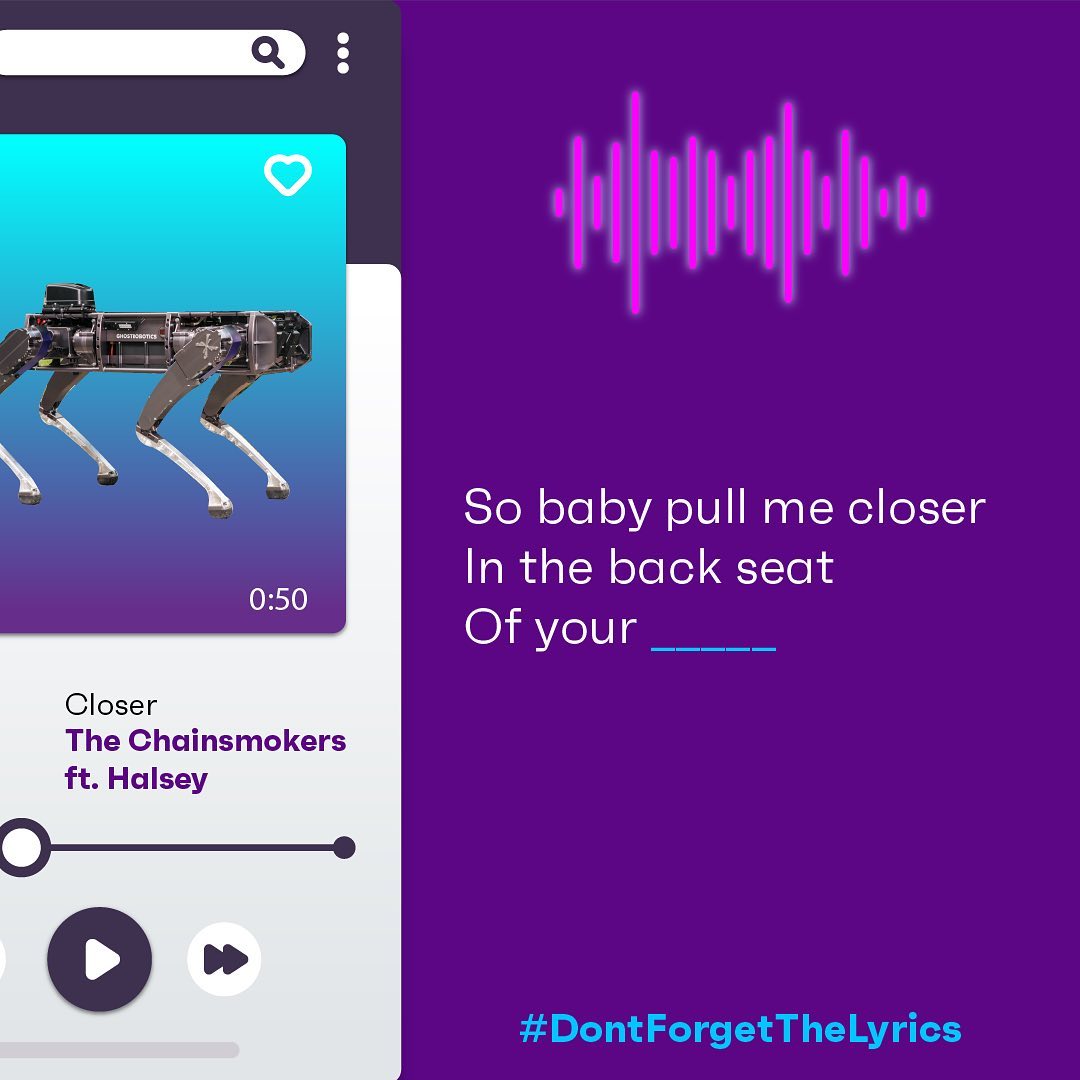 GHOSTROBOTICS
0:50
Closer
The Chainsmokers
ft. Halsey
So baby pull me closer
In the back seat
Of your _____
#DontForgetTheLyrics